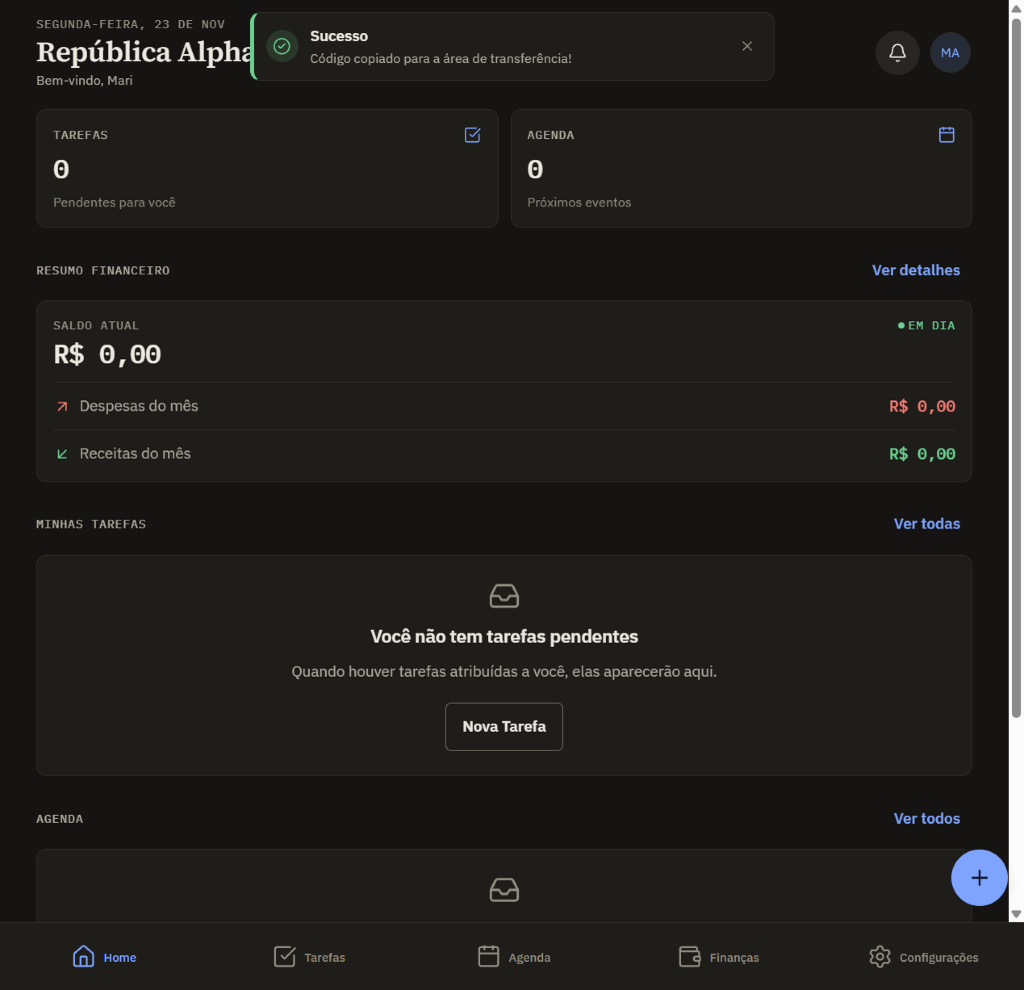 SEGUNDA-FEIRA, 23 DE NOV
República Alpha
Bem-vindo, Mari
Sucesso
Código copiado para a área de transferência!
MA
TAREFAS
0
Pendentes para você
AGENDA
0
Próximos eventos
RESUMO FINANCEIRO
Ver detalhes
SALDO ATUAL
EM DIA
R$ 0,00
Despesas do mês
R$ 0,00
Receitas do mês
R$ 0,00
MINHAS TAREFAS
Ver todas
Você não tem tarefas pendentes
Quando houver tarefas atribuídas a você, elas aparecerão aqui.
Nova Tarefa
AGENDA
Ver todos
Home
Tarefas
Agenda
Finanças
Configurações